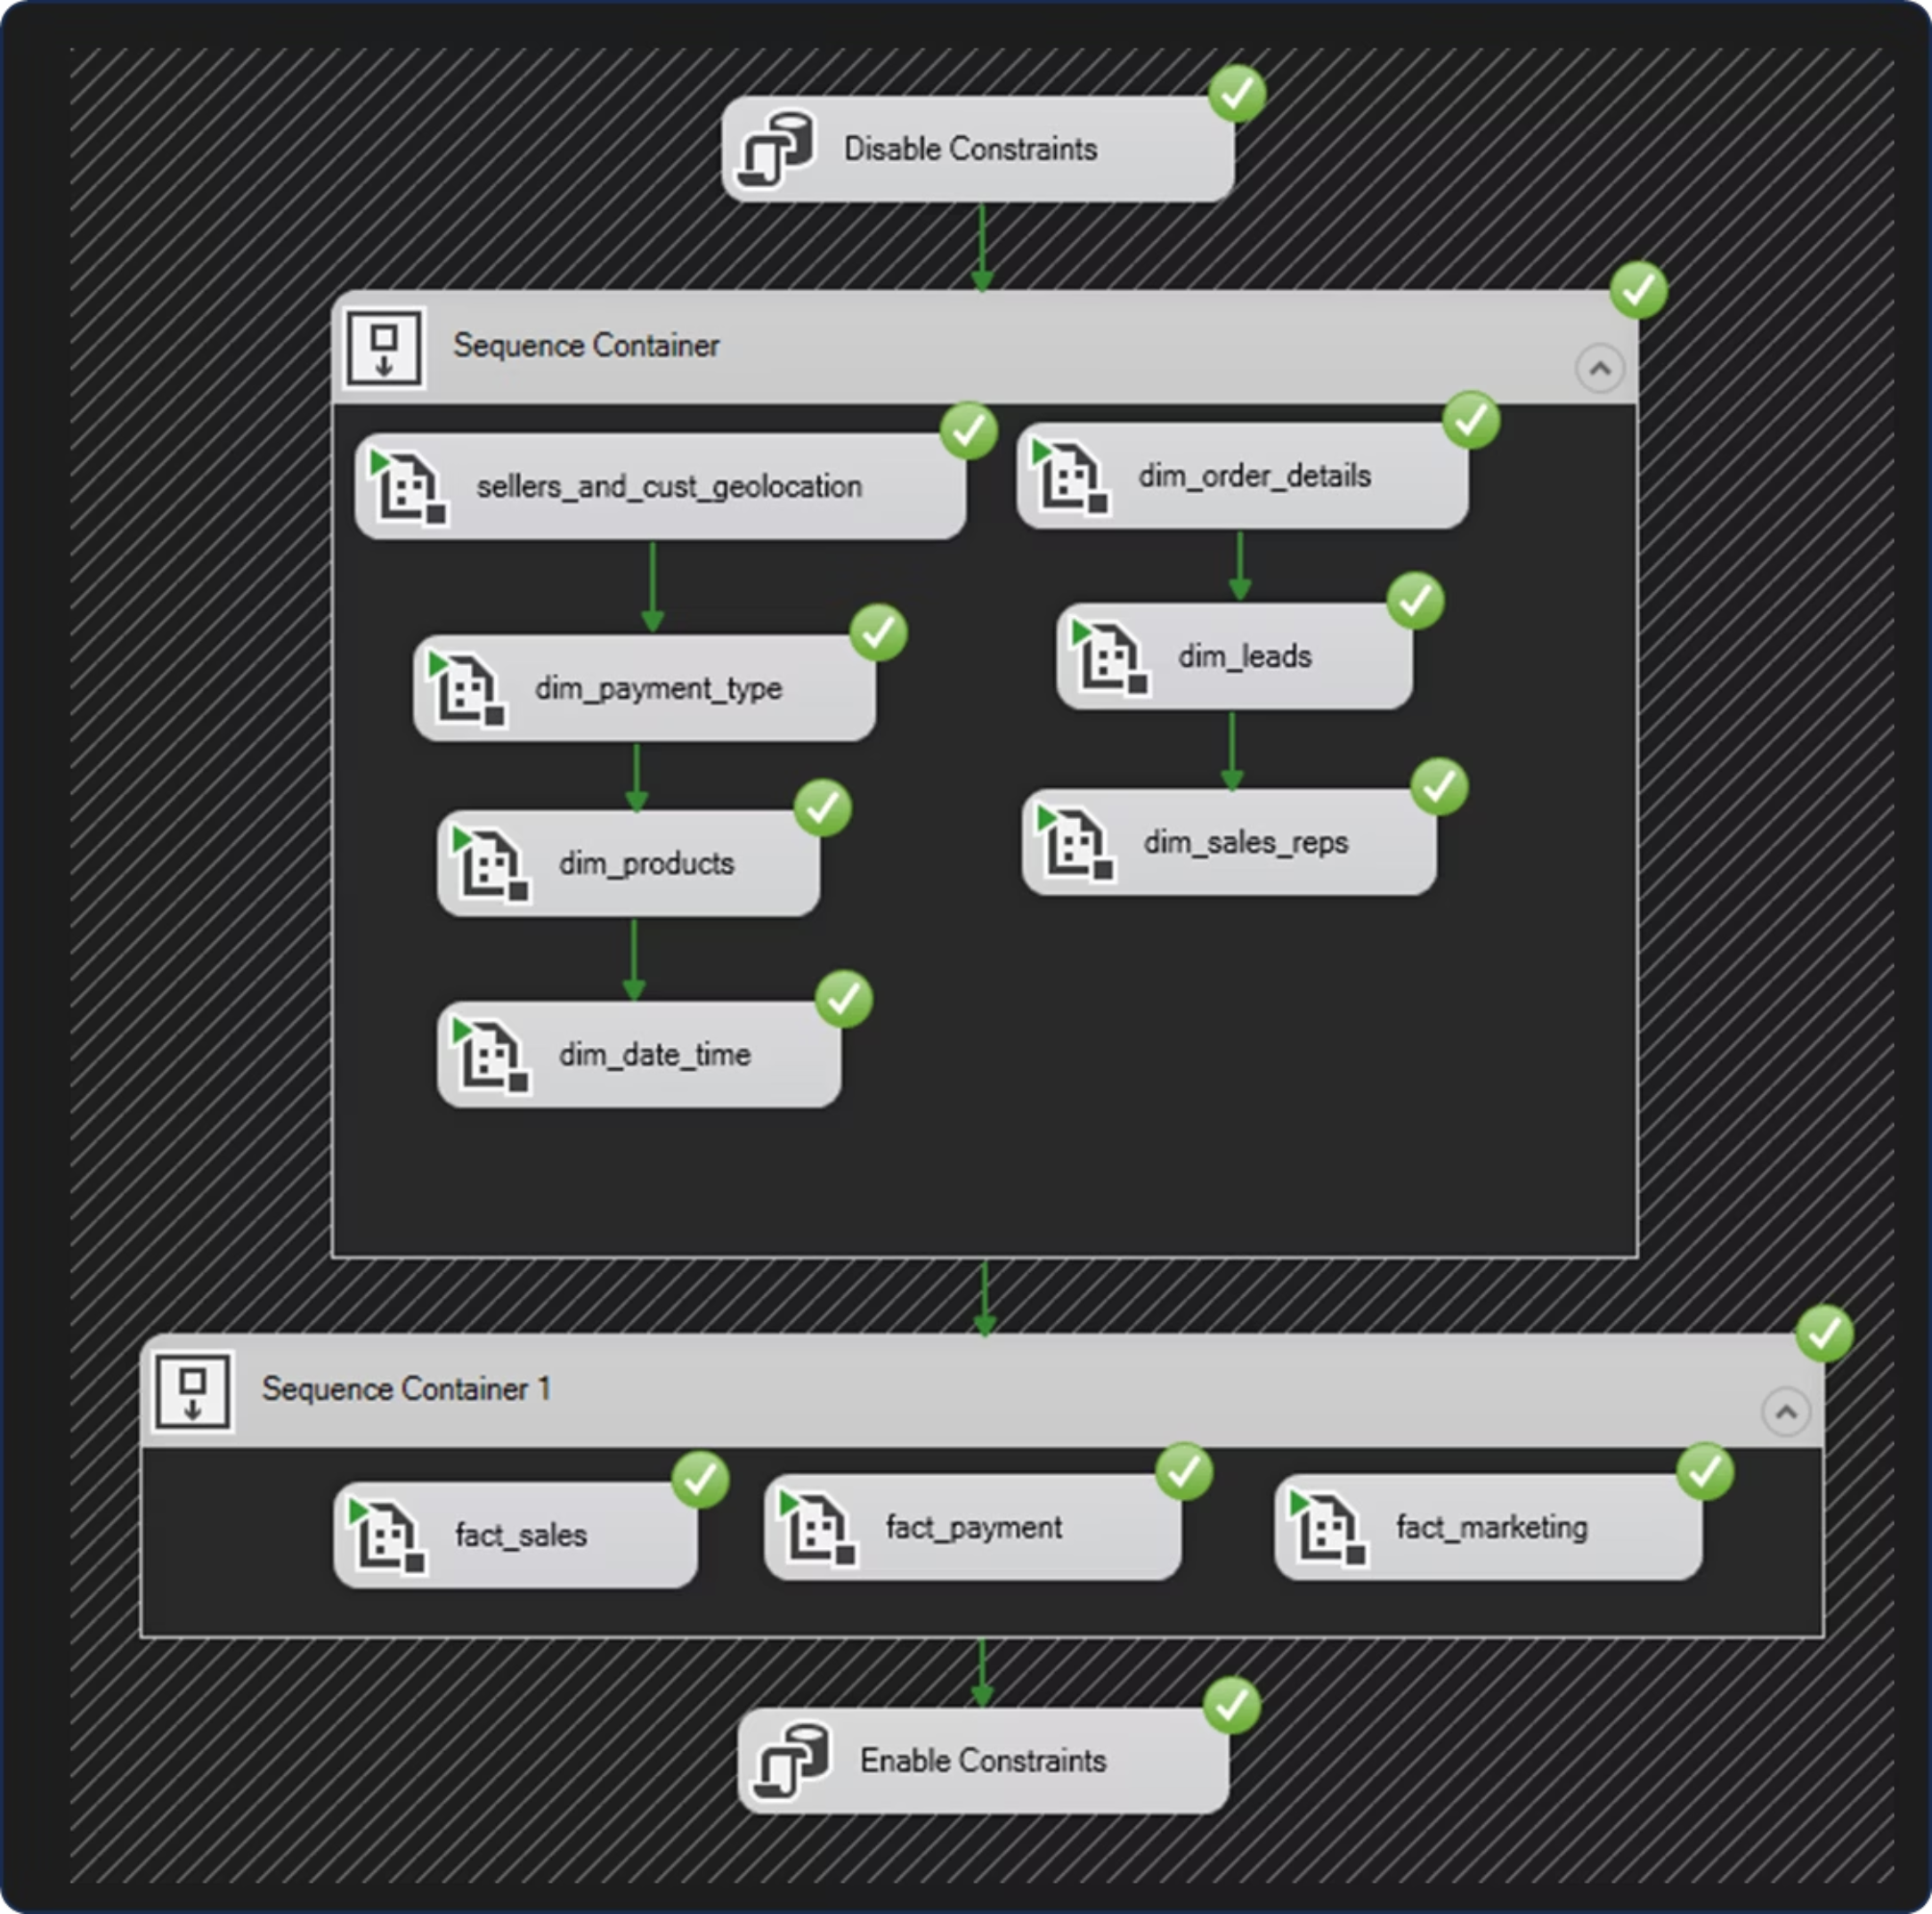 Disable Constraints
Sequence Container
sellers_and_cust_geolocation
dim_payment_type
dim_products
dim_date_time
dim_order_details
dim_leads
dim_sales_reps
Sequence Container 1
fact_sales
fact_payment
fact_marketing
Enable Constraints